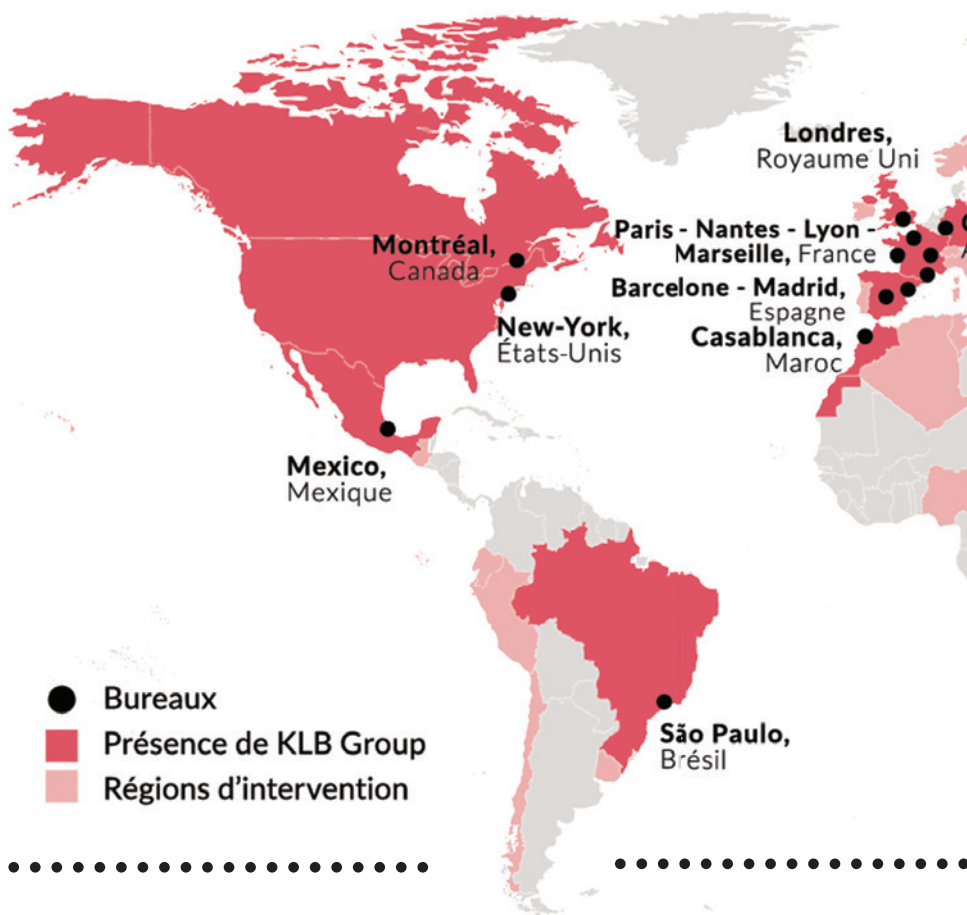 Londres,
Royaume Uni
Paris - Nantes - Lyon -
Marseille, France
Barcelone - Madrid,
Espagne
Casablanca,
Maroc
Montréal,
Canada
New-York,
États-Unis
Mexico,
Mexique
São Paulo,
Brésil
Bureaux
Présence de KLB Group
Régions d'intervention